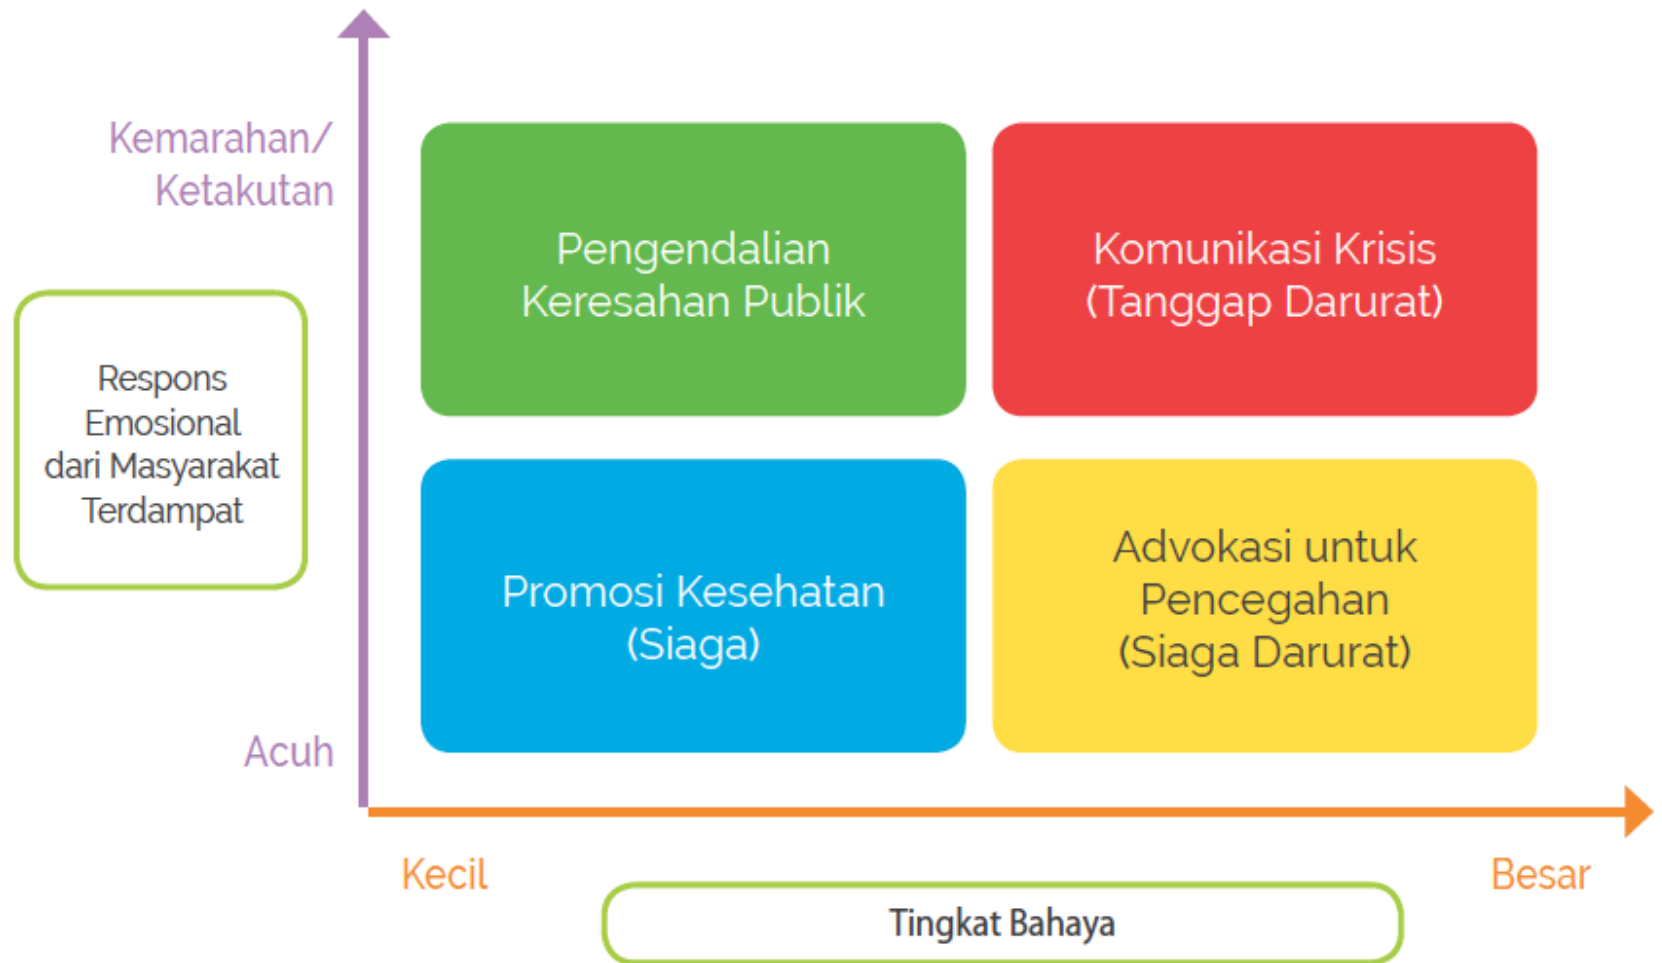 Kemarahan/
Ketakutan
Pengendalian
Keresahan Publik
Komunikasi Krisis
(Tanggap Darurat)
Respons
Emosional
dari Masyarakat
Terdampat
Promosi Kesehatan
(Siaga)
Advokasi untuk
Pencegahan
(Siaga Darurat)
Acuh
Kecil
Besar
Tingkat Bahaya